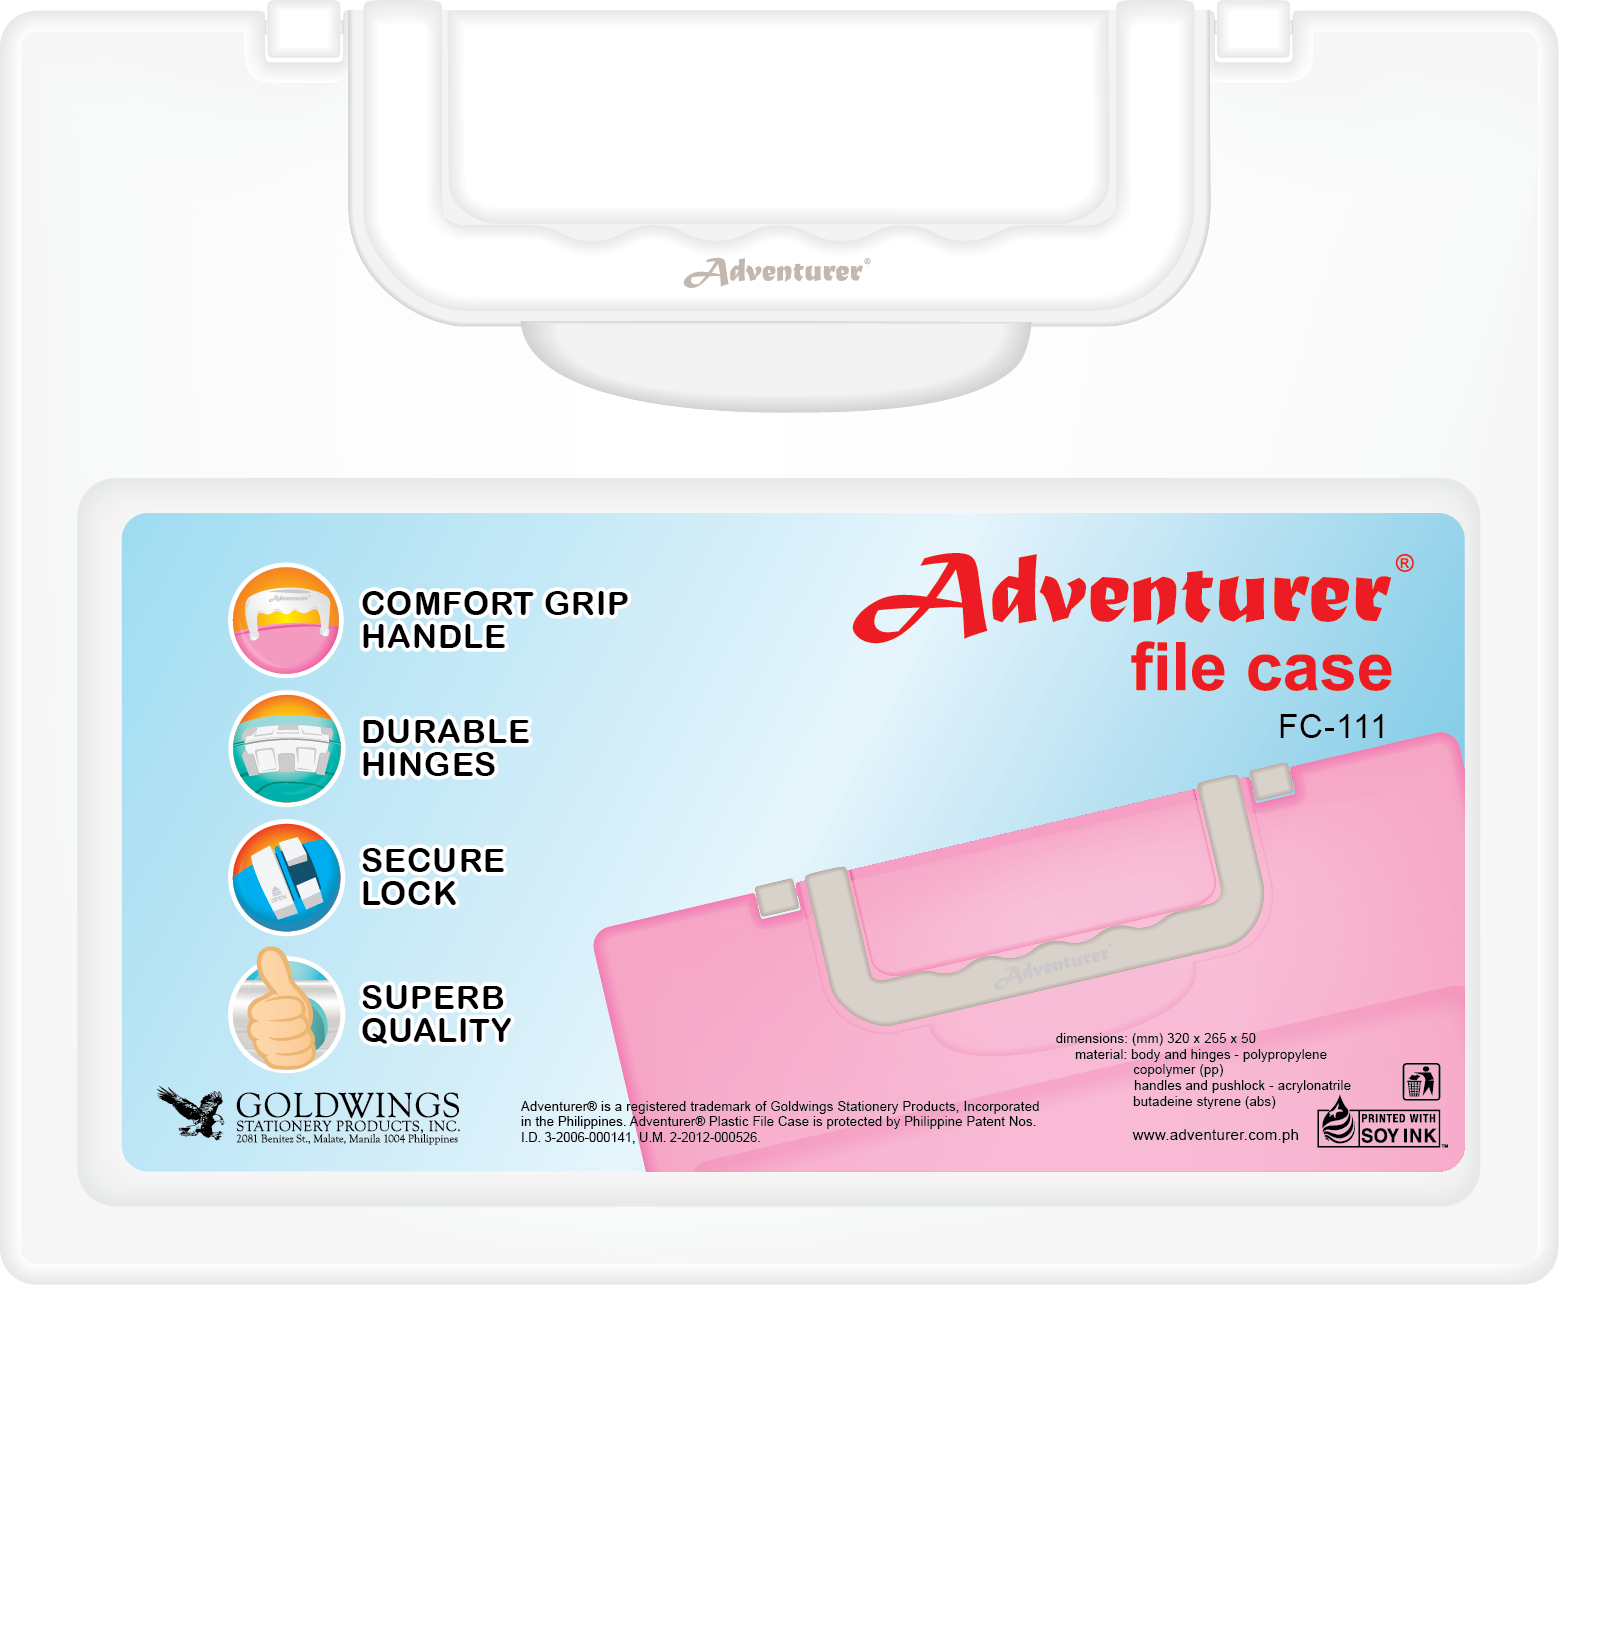 Adventurer®
Adventurer®
file case
FC-111
COMFORT GRIP
HANDLE
DURABLE
HINGES
OPEN
SECURE
LOCK
SUPERB
QUALITY
Adventurer
Adventurer
dimensions: (mm) 320 x 265 x 50
material: body and hinges - polypropylene
copolymer (pp)
handles and pushlock - acrylonatrile
butadeine styrene (abs)
www.adventurer.com.ph
PRINTED WITH
SOY INK™
GOLDWINGS
STATIONERY PRODUCTS, INC.
2081 Benitez St., Malate, Manila 1004 Philippines
Adventurer® is a registered trademark of Goldwings Stationery Products, Incorporated
in the Philippines. Adventurer® Plastic File Case is protected by Philippine Patent Nos.
I.D. 3-2006-000141, U.M. 2-2012-000526.